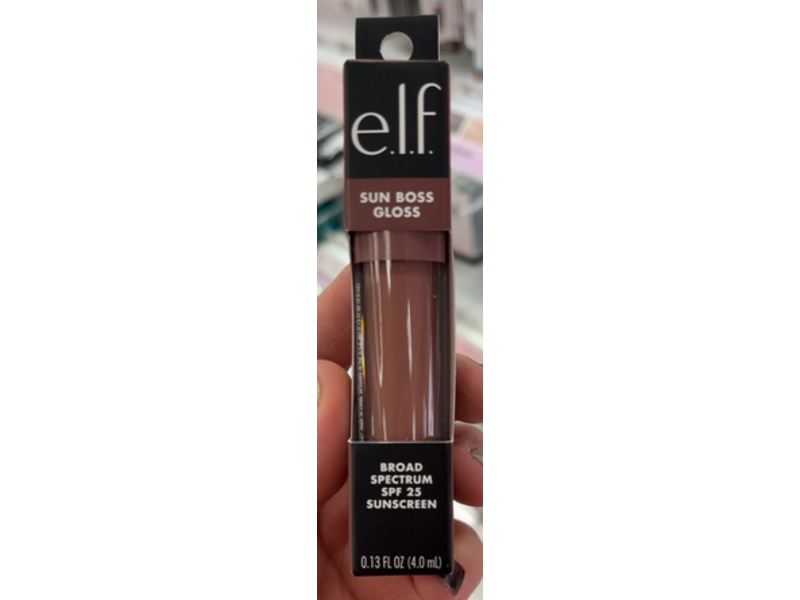 e.l.f.
SUN BOSS
GLOSS
BROAD
SPECTRUM
SPF 25
SUNSCREEN
0.13 FL OZ (4.0 mL)